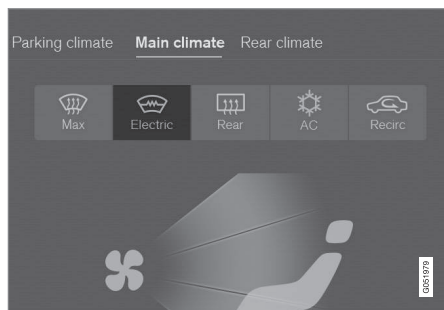 Parking climate Main climate Rear climate
Max Electric Rear AC Recirc
G051979